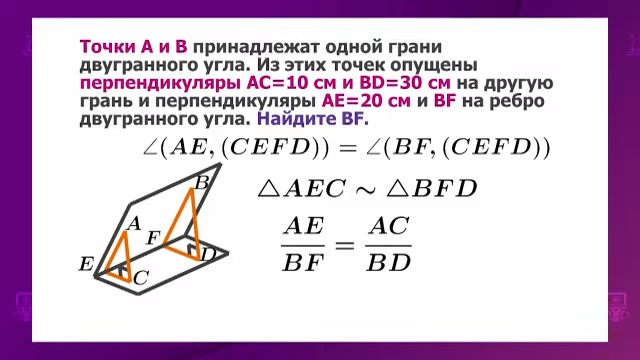 Точки А и В принадлежат одной грани
двугранного угла. Из этих точек опущены
перпендикуляры АС=10 см и BD=30 см на другую
грань и перпендикуляры АЕ=20 см и BF на ребро
двугранного угла. Найдите BF.
∠(AE, (CEFD)) = ∠(BF, (CEFD))
B
△AEC ∼ △BFD
A
F
AE/BF = AC/BD
D
E
C